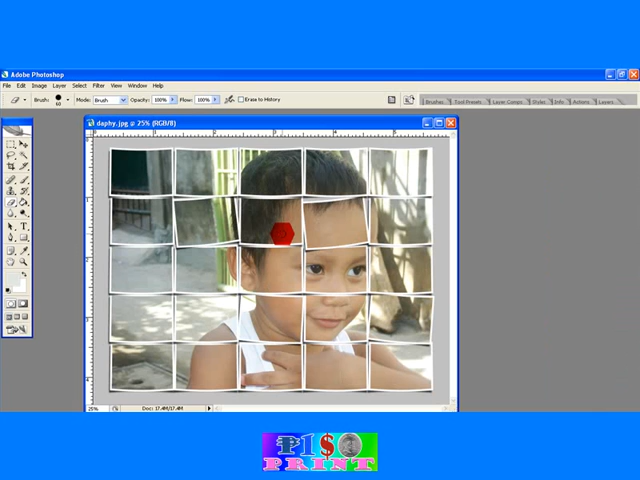 Adobe Photoshop
File Edit Image Layer Select Filter View Window Help
Brush: Mode: Brush Opacity: 100% Flow: 100% Erase to History
Brushes Tool Presets Layer Comps Styles Info Actions Layers
daphy.jpg @ 25% (RGB/8)
25% Doc: 17.4M/17.4M
₱1$O
PRINT